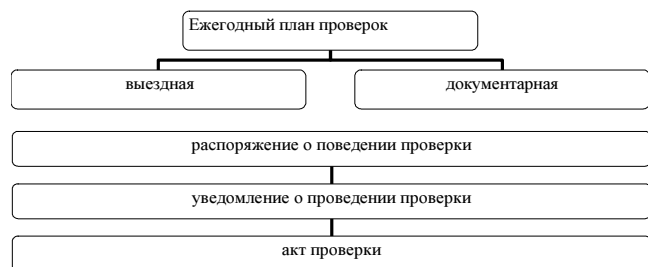 Ежегодный план проверок
выездная
документарная
распоряжение о поведении проверки
уведомление о проведении проверки
акт проверки